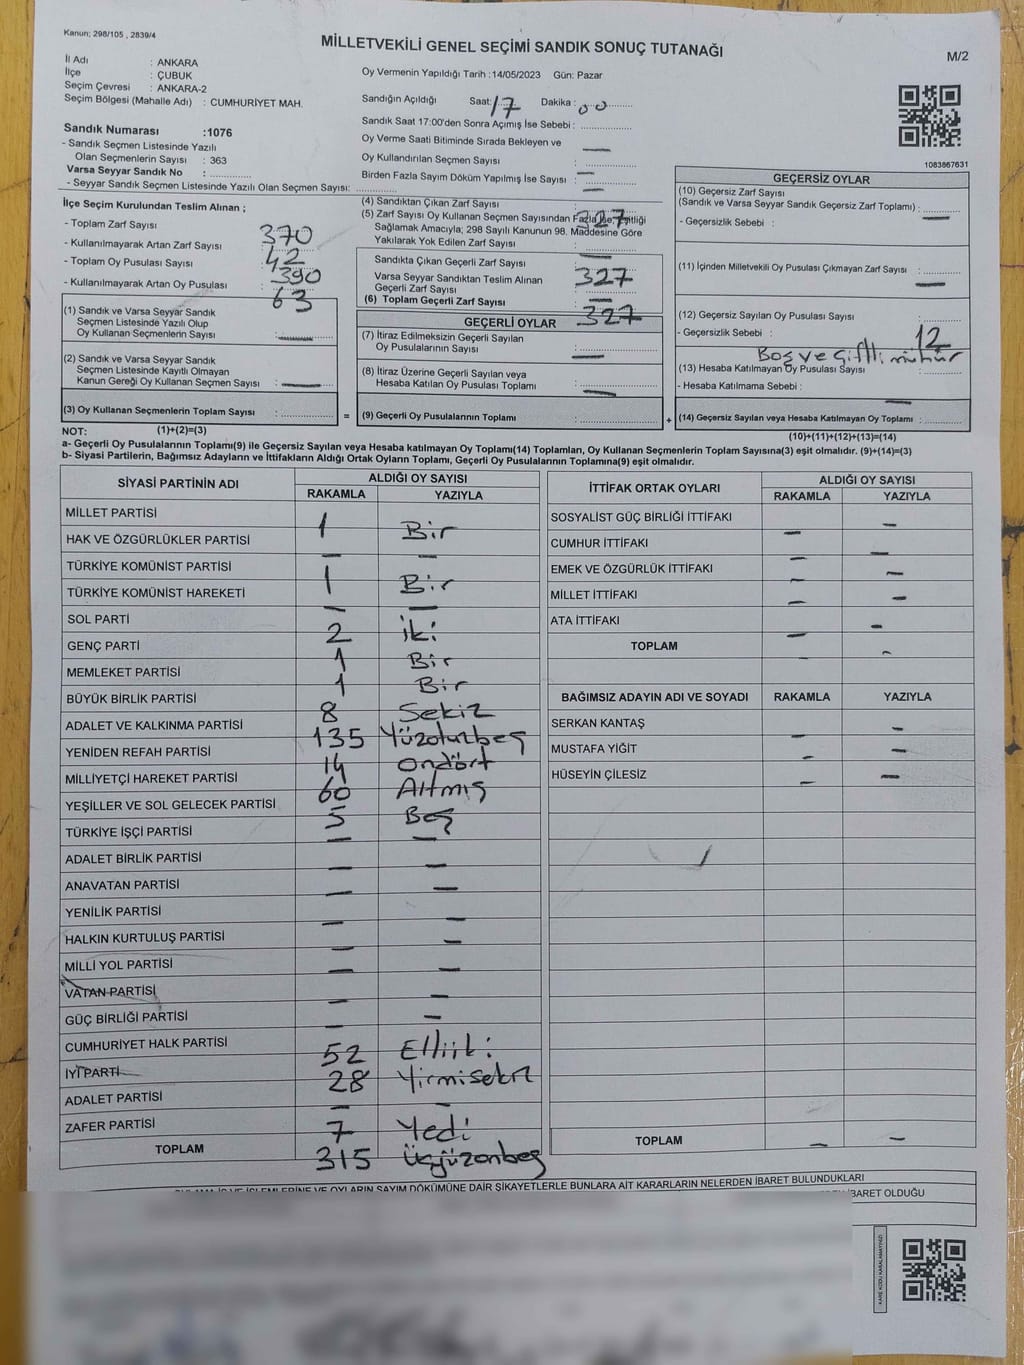 Kanun; 298/105 , 2839/4
MİLLETVEKİLİ GENEL SEÇİMİ SANDIK SONUÇ TUTANAĞI
M/2
İl Adı : ANKARA
İlçe : ÇUBUK
Seçim Çevresi : ANKARA-2
Seçim Bölgesi (Mahalle Adı) : CUMHURİYET MAH.
Sandık Numarası :1076
- Sandık Seçmen Listesinde Yazılı
Olan Seçmenlerin Sayısı : 363
Varsa Seyyar Sandık No :
- Seyyar Sandık Seçmen Listesinde Yazılı Olan Seçmen Sayısı:
Oy Vermenin Yapıldığı Tarih :14/05/2023 Gün: Pazar
Sandığın Açıldığı Saat: 17 Dakika : 00
Sandık Saat 17:00'den Sonra Açımış İse Sebebi :
Oy Verme Saati Bitiminde Sırada Bekleyen ve
Oy Kullandırılan Seçmen Sayısı : —
Birden Fazla Sayım Döküm Yapılmış İse Sayısı : —
1083867631
İlçe Seçim Kurulundan Teslim Alınan ;
- Toplam Zarf Sayısı : 370
- Kullanılmayarak Artan Zarf Sayısı : 42
- Toplam Oy Pusulası Sayısı : 390
- Kullanılmayarak Artan Oy Pusulası : 63
(1) Sandık ve Varsa Seyyar Sandık
Seçmen Listesinde Yazılı Olup
Oy Kullanan Seçmenlerin Sayısı : —
(2) Sandık ve Varsa Seyyar Sandık
Seçmen Listesinde Kayıtlı Olmayan
Kanun Gereği Oy Kullanan Seçmen Sayısı : —
(3) Oy Kullanan Seçmenlerin Toplam Sayısı :
=
(4) Sandıktan Çıkan Zarf Sayısı : — 327
(5) Zarf Sayısı Oy Kullanan Seçmen Sayısından Fazla İse, Eşitliği
Sağlamak Amacıyla; 298 Sayılı Kanunun 98. Maddesine Göre
Yakılarak Yok Edilen Zarf Sayısı :
Sandıkta Çıkan Geçerli Zarf Sayısı : —
Varsa Seyyar Sandıktan Teslim Alınan 327
Geçerli Zarf Sayısı :
(6) Toplam Geçerli Zarf Sayısı : —
327
GEÇERLİ OYLAR
(7) İtiraz Edilmeksizin Geçerli Sayılan
Oy Pusulalarının Sayısı : —
(8) İtiraz Üzerine Geçerli Sayılan veya
Hesaba Katılan Oy Pusulası Toplamı : —
(9) Geçerli Oy Pusulalarının Toplamı :
+
GEÇERSİZ OYLAR
(10) Geçersiz Zarf Sayısı
(Sandık ve Varsa Seyyar Sandık Geçersiz Zarf Toplamı) : —
- Geçersizlik Sebebi :
(11) İçinden Milletvekili Oy Pusulası Çıkmayan Zarf Sayısı : —
(12) Geçersiz Sayılan Oy Pusulası Sayısı :
- Geçersizlik Sebebi : 12
Boş ve Çiftli mühür
(13) Hesaba Katılmayan Oy Pusulası Sayısı :
- Hesaba Katılmama Sebebi : —
(14) Geçersiz Sayılan veya Hesaba Katılmayan Oy Toplamı :
NOT: (1)+(2)=(3)
(10)+(11)+(12)+(13)=(14)
a- Geçerli Oy Pusulalarının Toplamı(9) ile Geçersiz Sayılan veya Hesaba katılmayan Oy Toplamı(14) Toplamları, Oy Kullanan Seçmenlerin Toplam Sayısına(3) eşit olmalıdır. (9)+(14)=(3)
b- Siyasi Partilerin, Bağımsız Adayların ve İttifakların Aldığı Ortak Oyların Toplamı, Geçerli Oy Pusulalarının Toplamına(9) eşit olmalıdır.
SİYASİ PARTİNİN ADI ALDIĞI OY SAYISI
RAKAMLA YAZIYLA
MİLLET PARTİSİ 1 Bir
HAK VE ÖZGÜRLÜKLER PARTİSİ — —
TÜRKİYE KOMÜNİST PARTİSİ 1 Bir
TÜRKİYE KOMÜNİST HAREKETİ — —
SOL PARTİ 2 iki
GENÇ PARTİ 1 Bir
MEMLEKET PARTİSİ 1 Bir
BÜYÜK BİRLİK PARTİSİ 8 Sekiz
ADALET VE KALKINMA PARTİSİ 135 Yüzotuzbeş
YENİDEN REFAH PARTİSİ 14 ondört
MİLLİYETÇİ HAREKET PARTİSİ 60 Altmış
YEŞİLLER VE SOL GELECEK PARTİSİ 5 Beş
TÜRKİYE İŞÇİ PARTİSİ — —
ADALET BİRLİK PARTİSİ — —
ANAVATAN PARTİSİ — —
YENİLİK PARTİSİ — —
HALKIN KURTULUŞ PARTİSİ — —
MİLLİ YOL PARTİSİ — —
VATAN PARTİSİ — —
GÜÇ BİRLİĞİ PARTİSİ — —
CUMHURİYET HALK PARTİSİ 52 Elliiki
İYİ PARTİ 28 Yirmisekiz
ADALET PARTİSİ — —
ZAFER PARTİSİ 7 Yedi
TOPLAM 315 üçyüzonbeş
İTTİFAK ORTAK OYLARI ALDIĞI OY SAYISI
RAKAMLA YAZIYLA
SOSYALİST GÜÇ BİRLİĞİ İTTİFAKI — —
CUMHUR İTTİFAKI — —
EMEK VE ÖZGÜRLÜK İTTİFAKI — —
MİLLET İTTİFAKI — —
ATA İTTİFAKI — —
TOPLAM — —
BAĞIMSIZ ADAYIN ADI VE SOYADI RAKAMLA YAZIYLA
SERKAN KANTAŞ — —
MUSTAFA YİĞİT — —
HÜSEYİN ÇİLESİZ — —
TOPLAM — —
İŞLEMLERİNE VE OYLARIN SAYIM DÖKÜMÜNE DAİR ŞİKAYETLERLE BUNLARA AİT KARARLARIN NELERDEN İBARET BULUNDUKLARI
İBARET OLDUĞU
KARE KODU KARALAMAYINIZ!